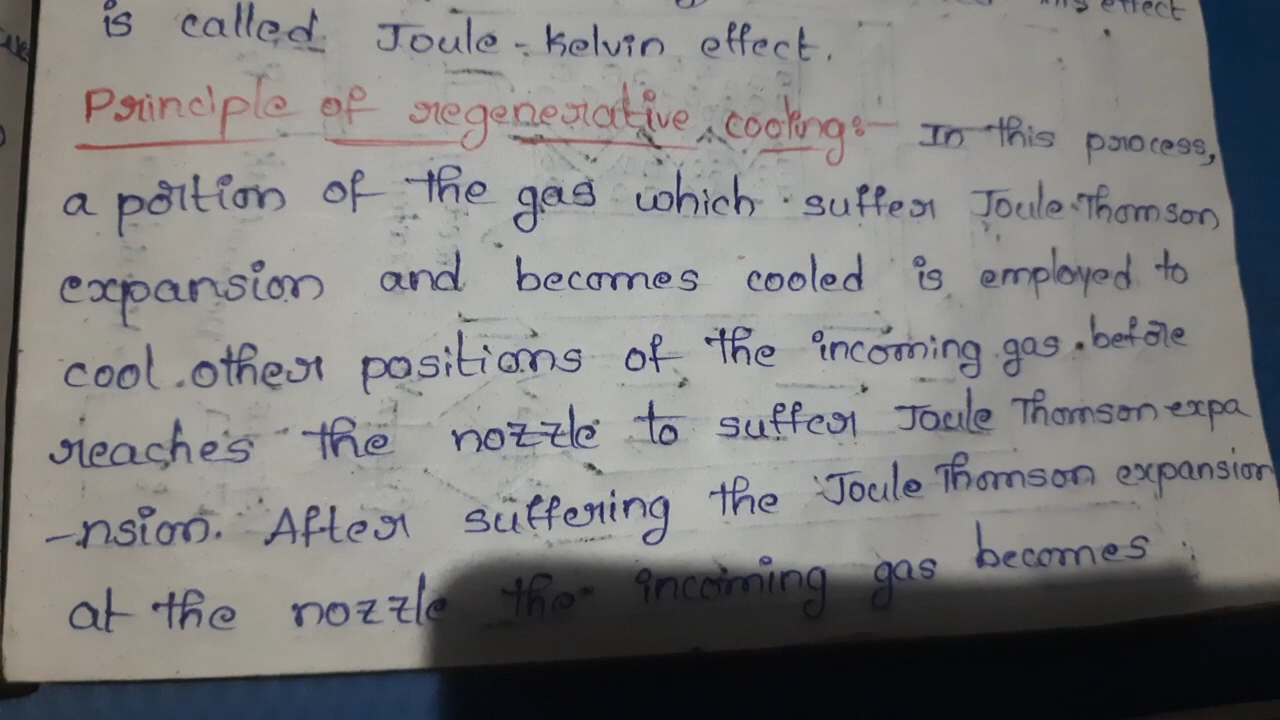 this effect
is called Joule-Kelvin effect.
Principle of regenerative cooling:- In this process,
a portion of the gas which suffer Joule-Thomson
expansion and becomes cooled is employed to
cool other positions of the incoming gas before
reaches the nozzle to suffer Joule Thomson expa
-nsion. After suffering the Joule Thomson expansion
at the nozzle the incoming gas becomes